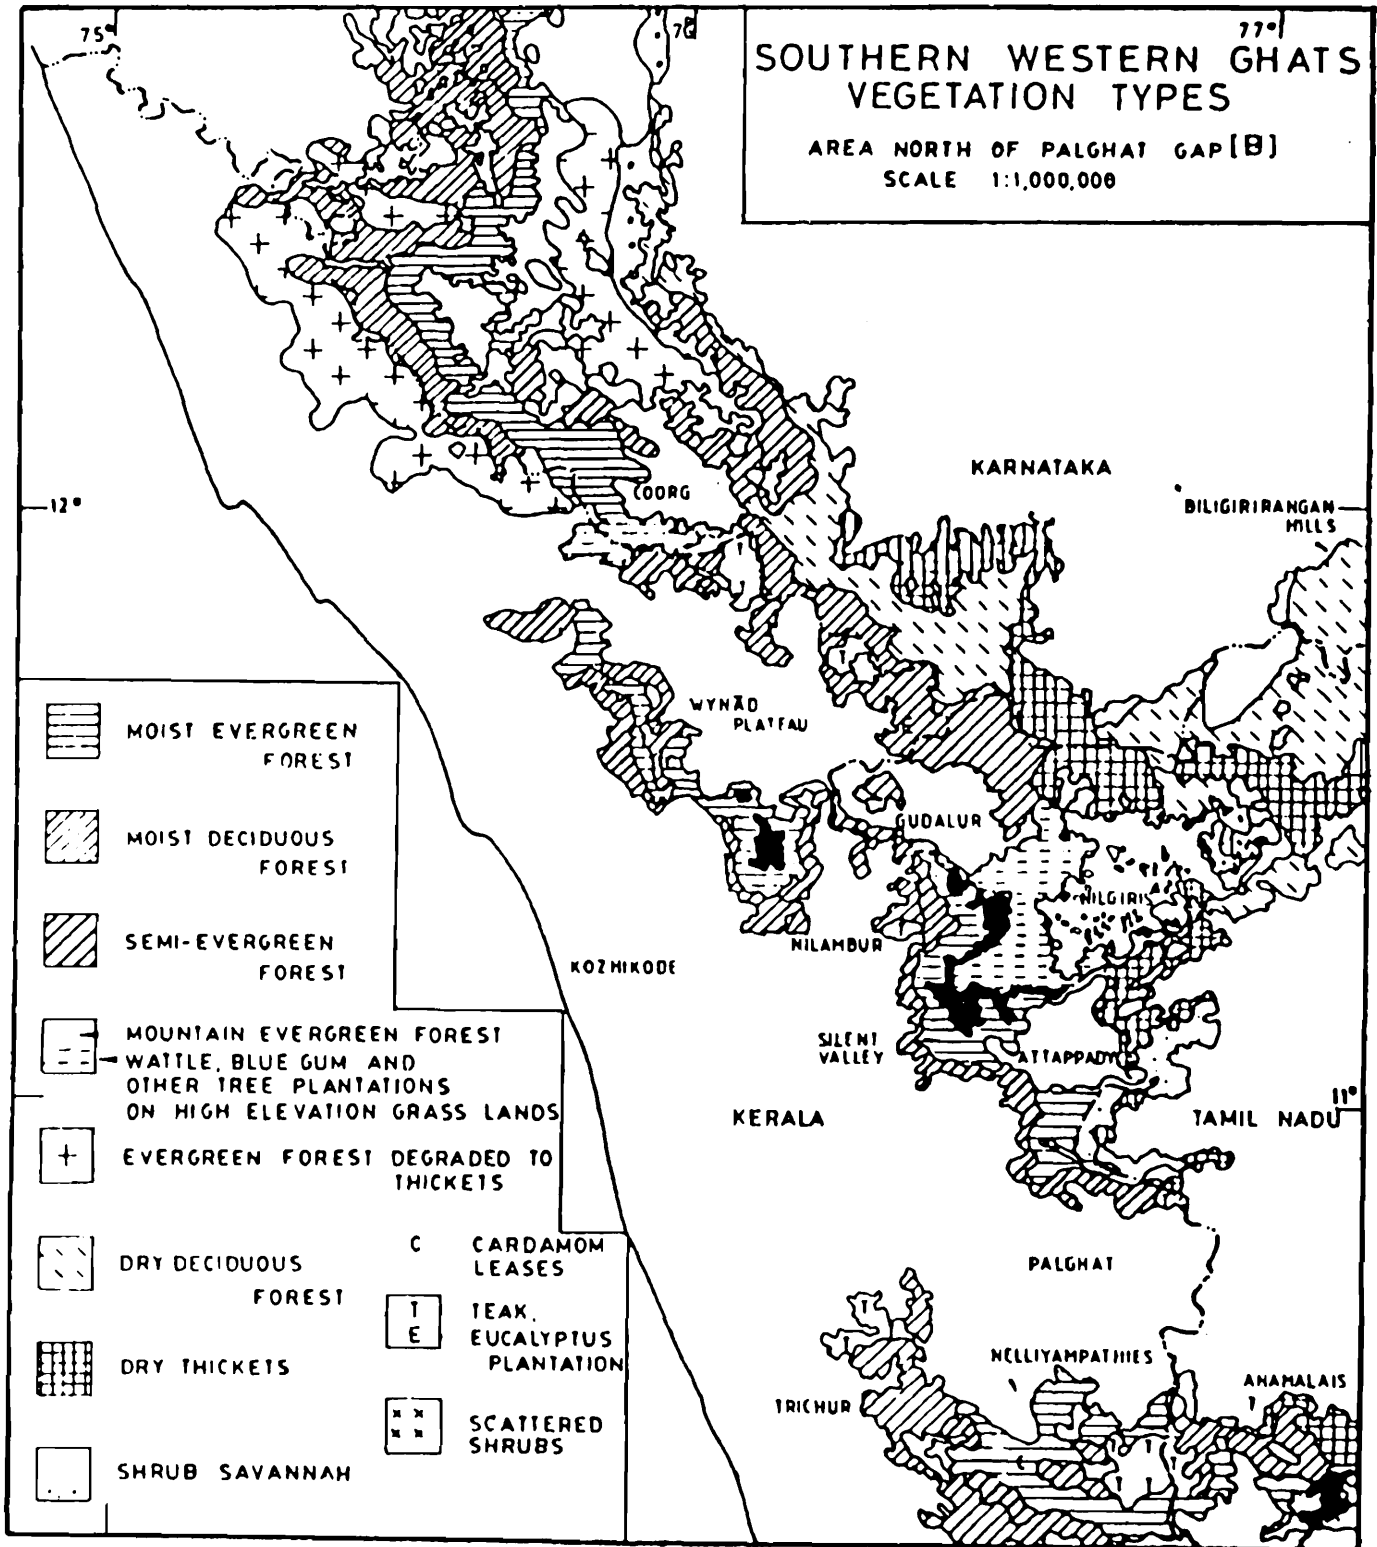 75°
76
77°
SOUTHERN WESTERN GHATS
VEGETATION TYPES
AREA NORTH OF PALGHAT GAP [B]
SCALE 1:1,000,000
KARNATAKA
COORG
12°
BILIGIRIRANGAN
HILLS
WYNĀD
PLATEAU
GUDALUR
NILGIRIS
NILAMBUR
KOZHIKODE
SILENT
VALLEY
ATTAPPADY
KERALA
TAMIL NADU
11°
PALGHAT
NELLIYAMPATHIES
ANAMALAIS
TRICHUR
T
T
T
T
C
T
T
T
T
T
MOIST EVERGREEN
FOREST
MOIST DECIDUOUS
FOREST
SEMI-EVERGREEN
FOREST
MOUNTAIN EVERGREEN FOREST
WATTLE, BLUE GUM AND
OTHER TREE PLANTATIONS
ON HIGH ELEVATION GRASS LANDS
EVERGREEN FOREST DEGRADED TO
THICKETS
DRY DECIDUOUS
FOREST
DRY THICKETS
SHRUB SAVANNAH
C CARDAMOM
LEASES
T TEAK,
E EUCALYPTUS
PLANTATION
SCATTERED
SHRUBS